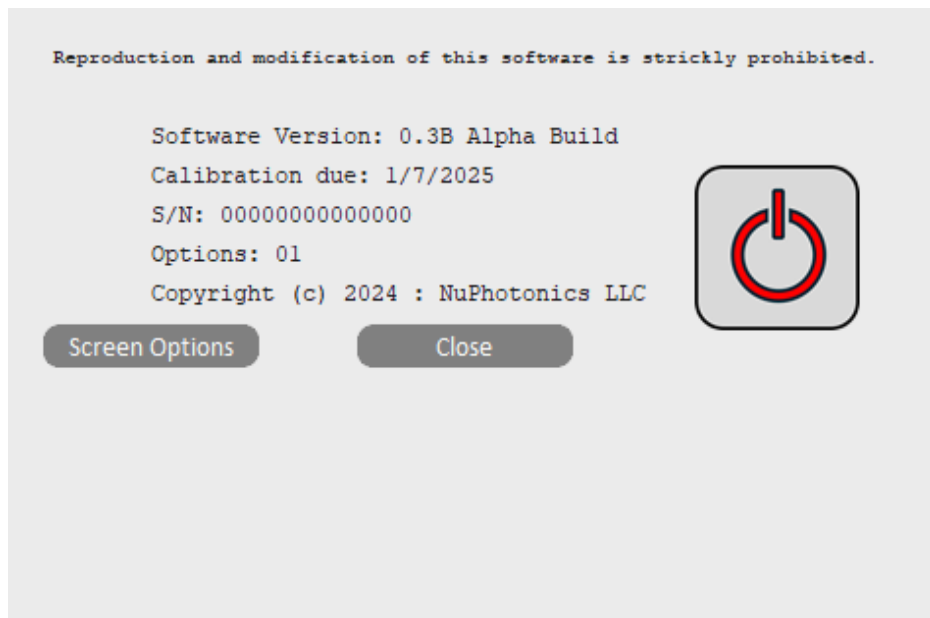 Reproduction and modification of this software is strickly prohibited.
Software Version: 0.3B Alpha Build
Calibration due: 1/7/2025
S/N: 00000000000000
Options: 01
Copyright (c) 2024 : NuPhotonics LLC
Screen Options
Close